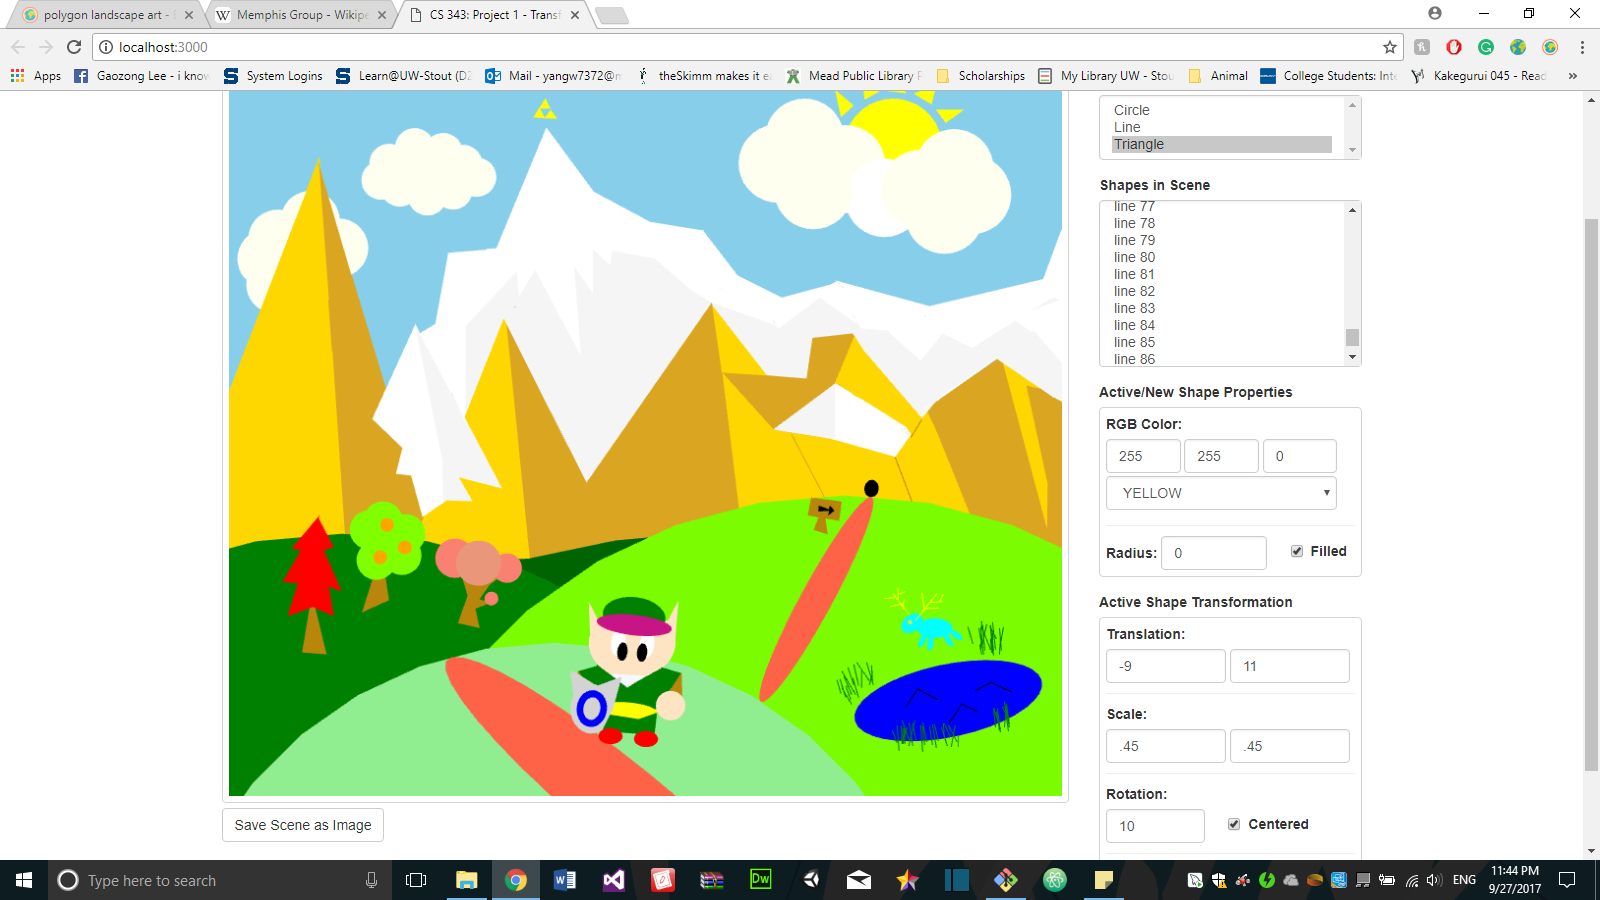 polygon landscape art -
Memphis Group - Wikipe
CS 343: Project 1 - Transf
localhost:3000
Apps
Gaozong Lee - i know
System Logins
Learn@UW-Stout (D2
Mail - yangw7372@m
theSkimm makes it ea
Mead Public Library
Scholarships
My Library UW - Stou
Animal
College Students: Inte
Kakegurui 045 - Read
»
Circle
Line
Triangle
Shapes in Scene
line 77
line 78
line 79
line 80
line 81
line 82
line 83
line 84
line 85
line 86
Active/New Shape Properties
RGB Color:
255 255 0
YELLOW
Radius: 0 Filled
Active Shape Transformation
Translation:
-9 11
Scale:
.45 .45
Rotation:
10 Centered
Save Scene as Image
Type here to search
Dw
ENG
11:44 PM
9/27/2017